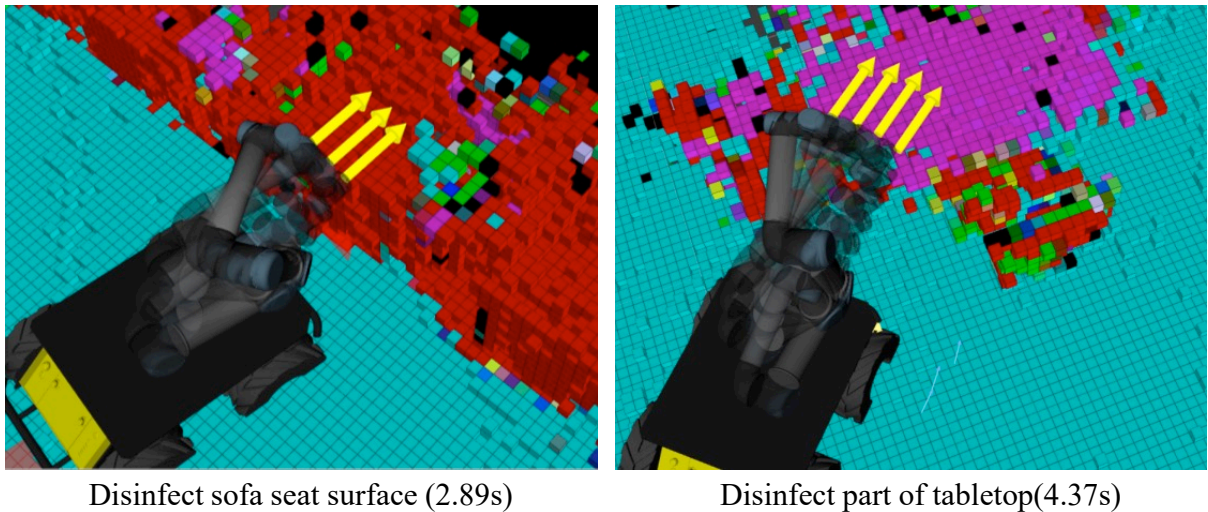 Disinfect sofa seat surface (2.89s)
Disinfect part of tabletop(4.37s)